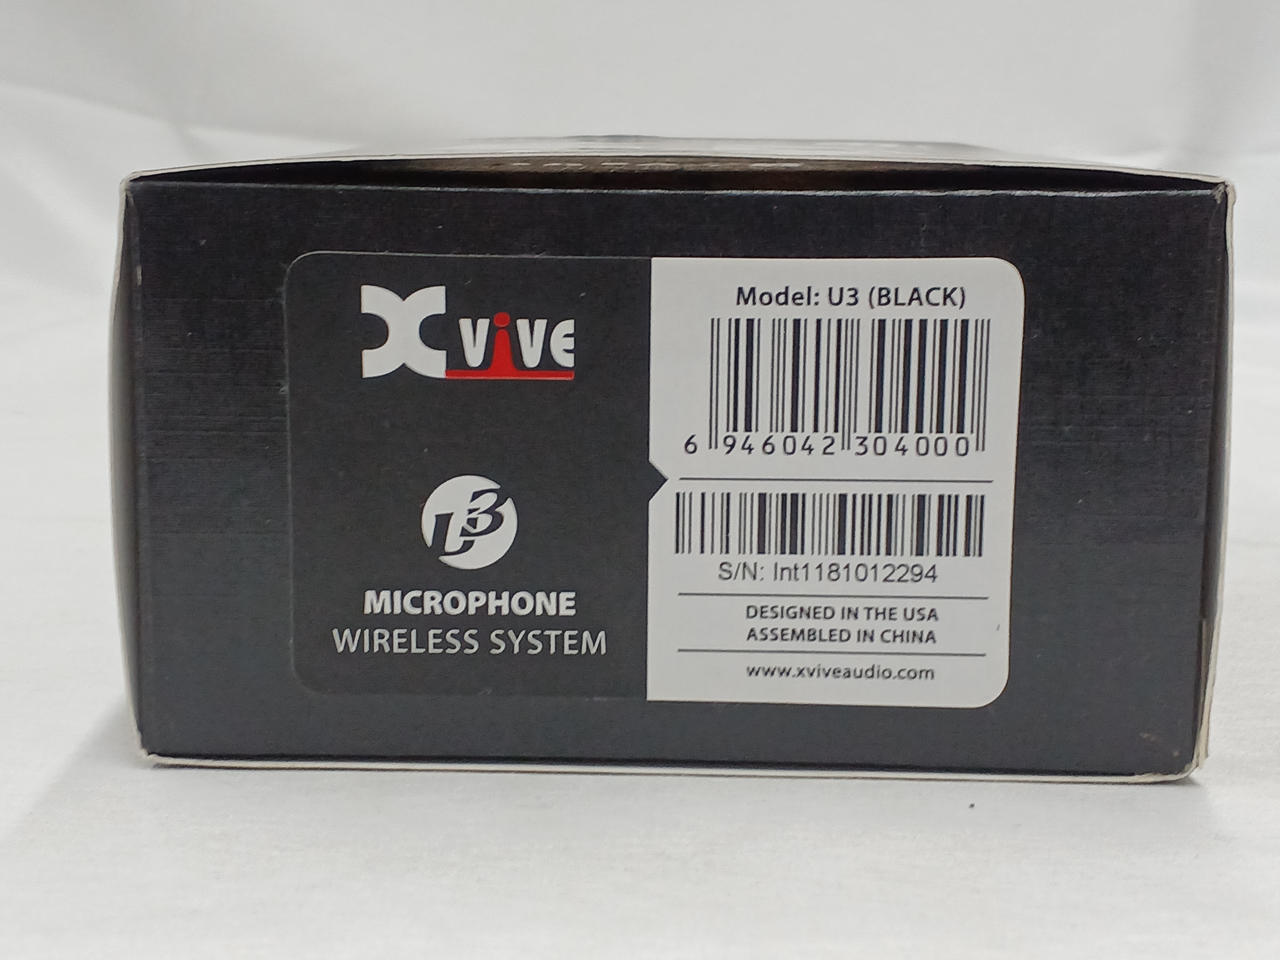 XVIVE
U3
MICROPHONE
WIRELESS SYSTEM
Model: U3 (BLACK)
6 946042 304000
S/N: Int1181012294
DESIGNED IN THE USA
ASSEMBLED IN CHINA
www.xviveaudio.com